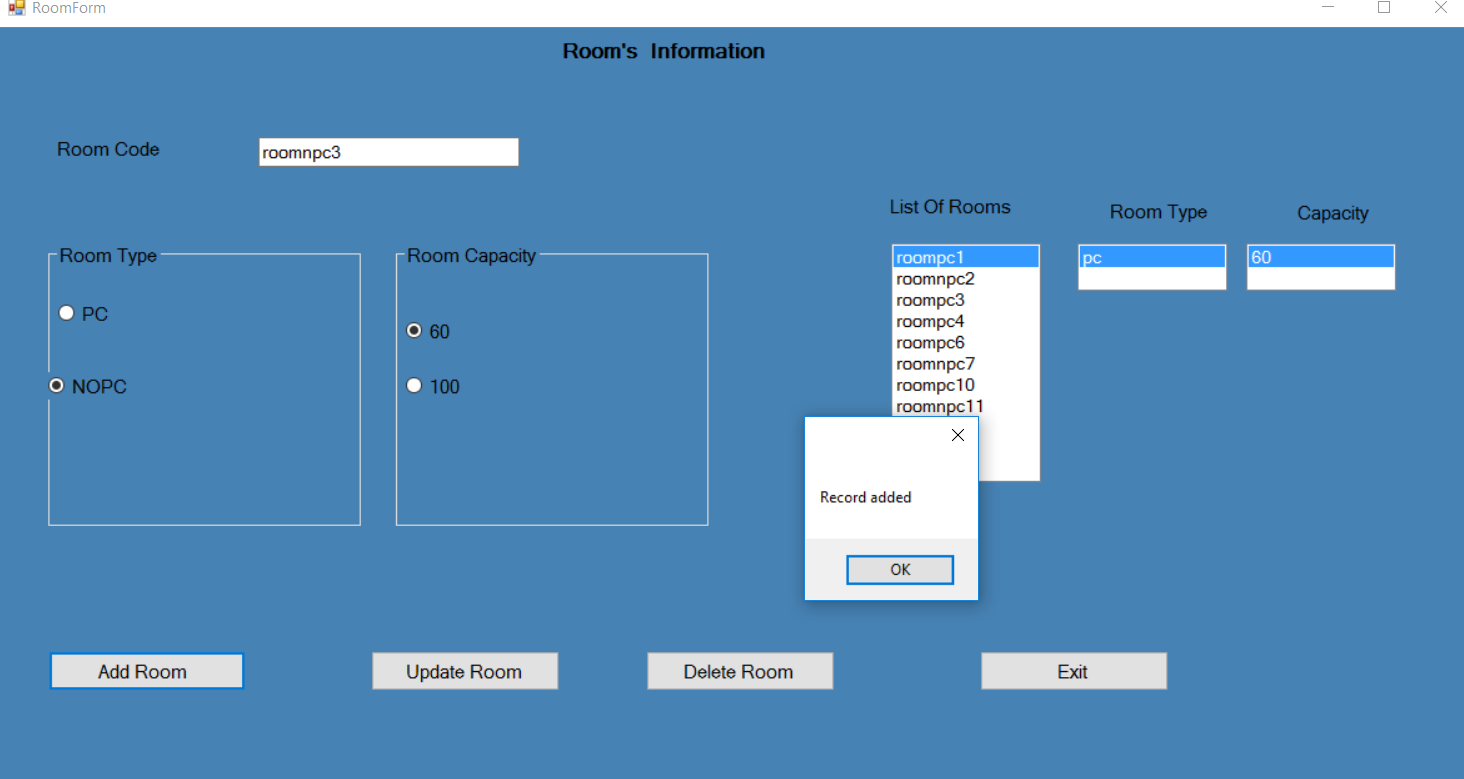 RoomForm
Room's Information
Room Code
roomnpc3
List Of Rooms
Room Type
Capacity
Room Type
PC
NOPC
Room Capacity
60
100
roompc1
roomnpc2
roompc3
roompc4
roompc6
roomnpc7
roompc10
roomnpc11
pc
60
Record added
OK
Add Room
Update Room
Delete Room
Exit